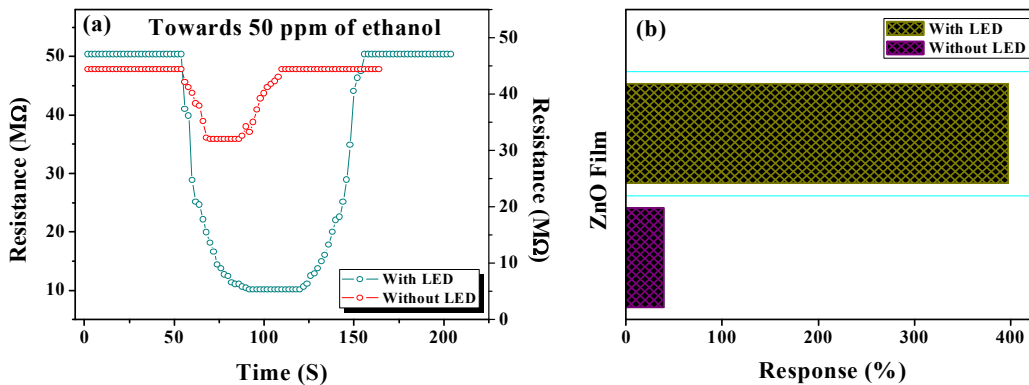 (a) Towards 50 ppm of ethanol
Resistance (MΩ)
50
40
30
20
10
0
50
100
150
200
Time (S)
50
40
30
20
10
0
Resistance (MΩ)
With LED
Without LED
(b)
With LED
Without LED
ZnO Film
0
100
200
300
400
Response (%)